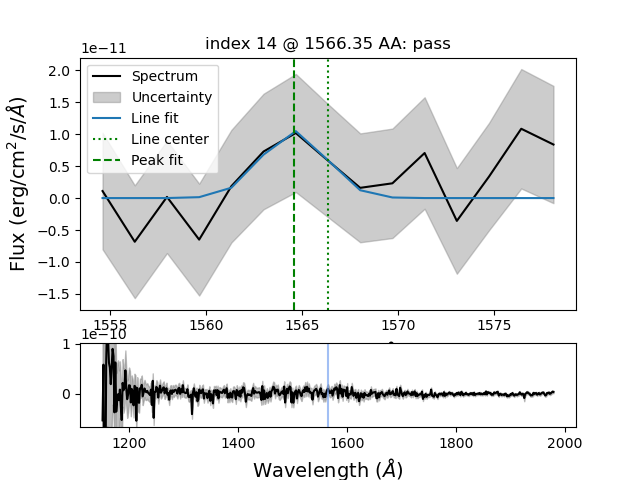 index 14 @ 1566.35 AA: pass
1e−11
Spectrum
Uncertainty
Line fit
Line center
Peak fit
2.0
1.5
1.0
0.5
0.0
−0.5
−1.0
−1.5
Flux (erg/cm²/s/Å)
1555 1560 1565 1570 1575
1e−10
1
0
1200 1400 1600 1800 2000
Wavelength (Å)